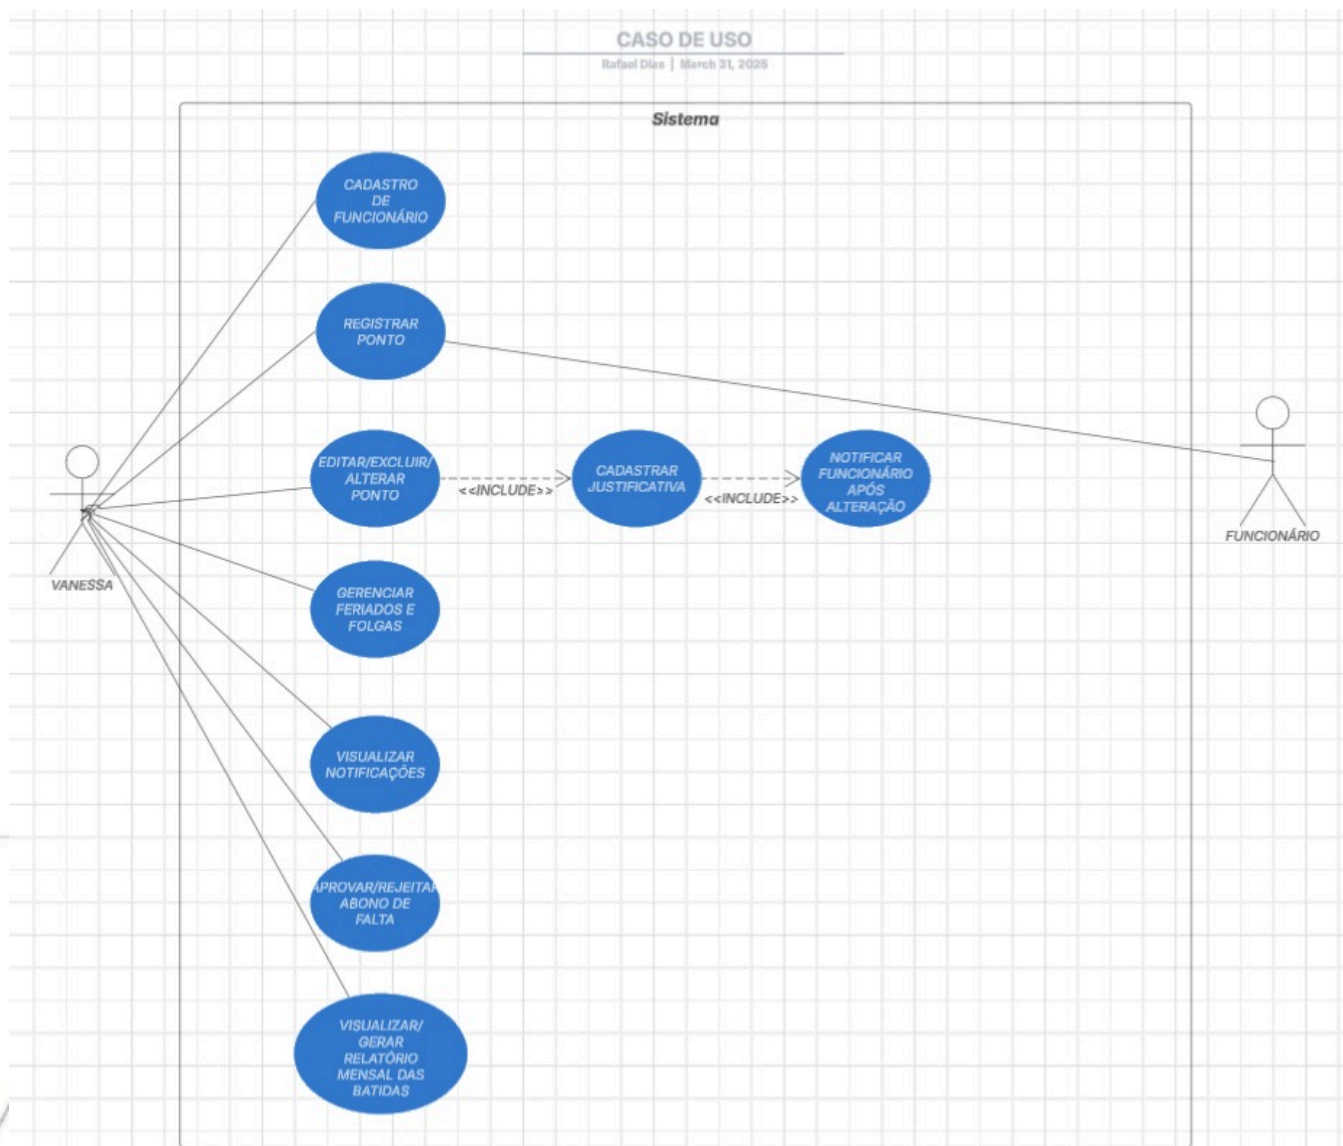 CASO DE USO
Rafael Dias | March 31, 2025
Sistema
CADASTRO
DE
FUNCIONÁRIO
REGISTRAR
PONTO
EDITAR/EXCLUIR/
ALTERAR
PONTO
<<INCLUDE>>
CADASTRAR
JUSTIFICATIVA
<<INCLUDE>>
NOTIFICAR
FUNCIONÁRIO
APÓS
ALTERAÇÃO
FUNCIONÁRIO
VANESSA
GERENCIAR
FERIADOS E
FOLGAS
VISUALIZAR
NOTIFICAÇÕES
APROVAR/REJEITAR
ABONO DE
FALTA
VISUALIZAR/
GERAR
RELATÓRIO
MENSAL DAS
BATIDAS